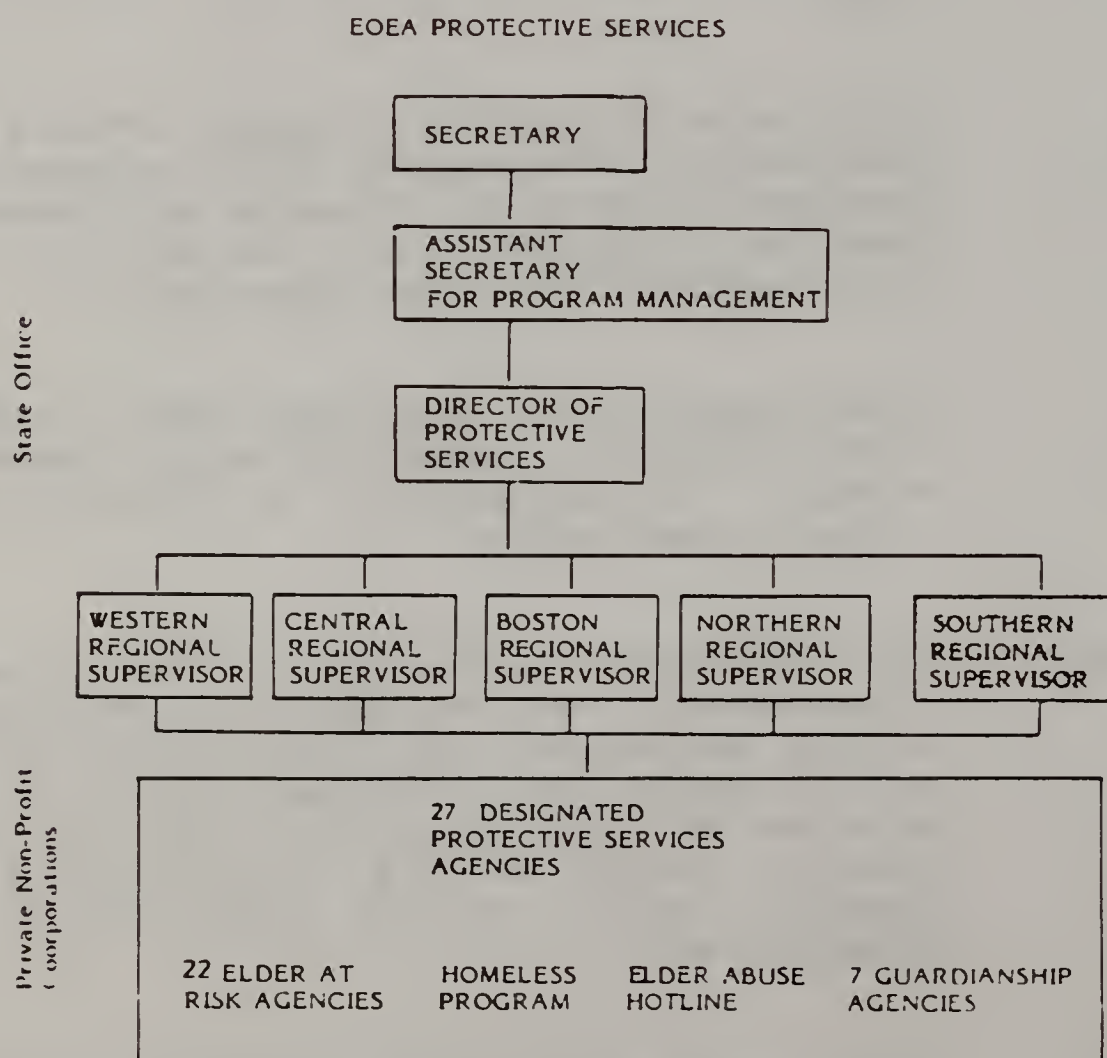 EOEA PROTECTIVE SERVICES
SECRETARY
ASSISTANT
SECRETARY
FOR PROGRAM MANAGEMENT
State Office
DIRECTOR OF
PROTECTIVE
SERVICES
WESTERN
REGIONAL
SUPERVISOR
CENTRAL
REGIONAL
SUPERVISOR
BOSTON
REGIONAL
SUPERVISOR
NORTHERN
REGIONAL
SUPERVISOR
SOUTHERN
REGIONAL
SUPERVISOR
Private Non-Profit
Corporations
27 DESIGNATED
PROTECTIVE SERVICES
AGENCIES
22 ELDER AT
RISK AGENCIES
HOMELESS
PROGRAM
ELDER ABUSE
HOTLINE
7 GUARDIANSHIP
AGENCIES